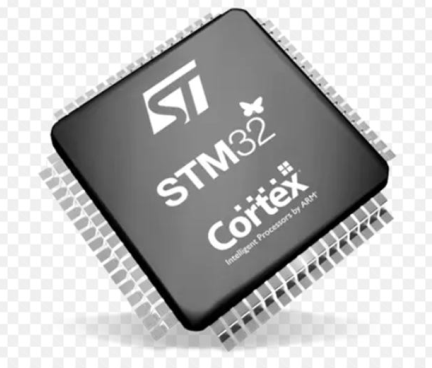 ST
STM32
Cortex
Intelligent Processors by ARM